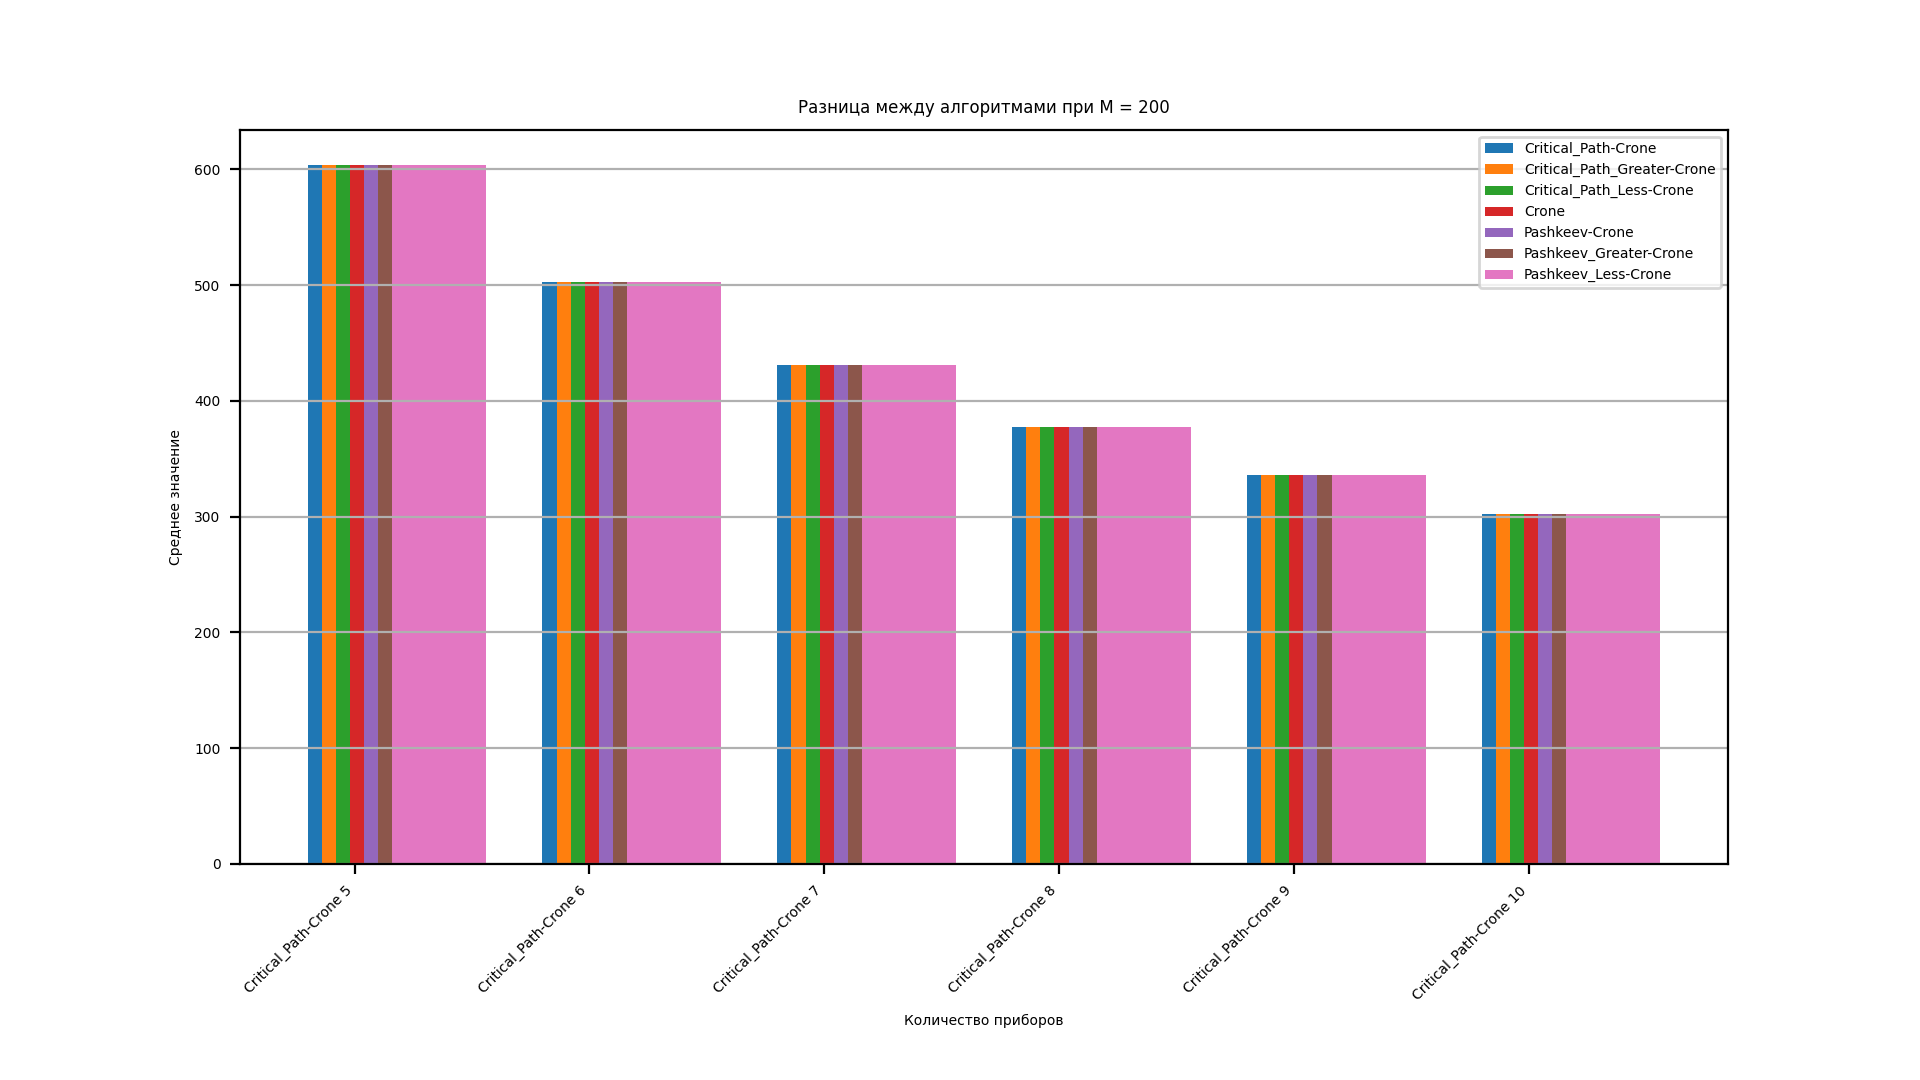 Разница между алгоритмами при M = 200
Critical_Path-Crone
Critical_Path_Greater-Crone
Critical_Path_Less-Crone
Crone
Pashkeev-Crone
Pashkeev_Greater-Crone
Pashkeev_Less-Crone
600
500
400
300
200
100
0
Среднее значение
Critical_Path-Crone 5
Critical_Path-Crone 6
Critical_Path-Crone 7
Critical_Path-Crone 8
Critical_Path-Crone 9
Critical_Path-Crone 10
Количество приборов